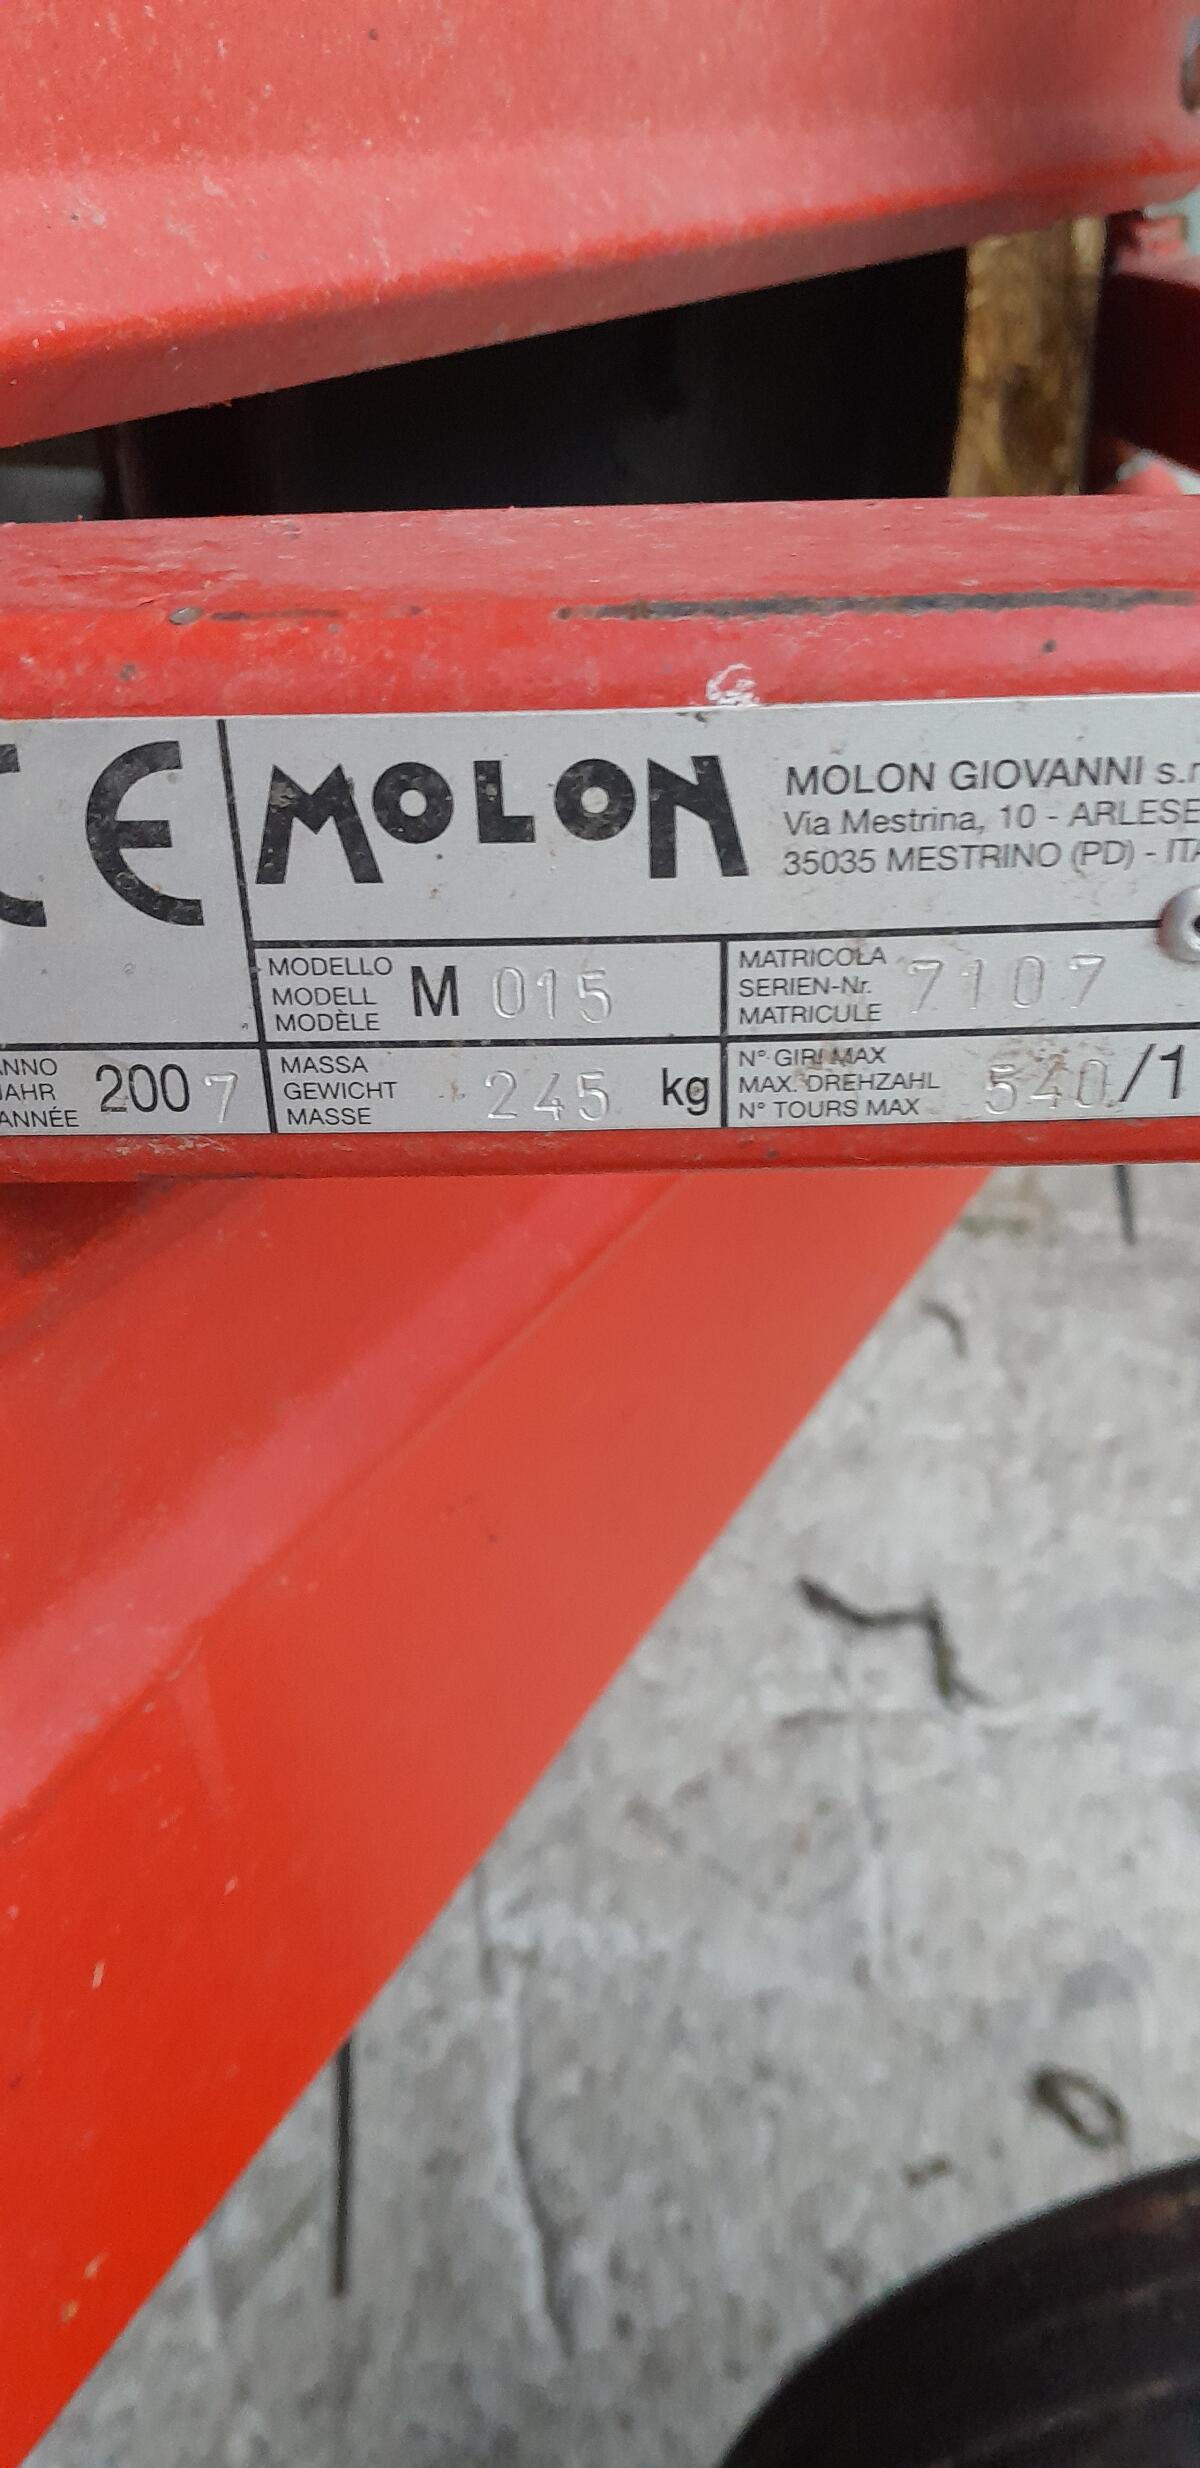 CE
MOLON
MOLON GIOVANNI s.r
Via Mestrina, 10 - ARLESE
35035 MESTRINO (PD) - ITA
MODELLO
MODELL
MODÈLE
M 015
MATRICOLA
SERIEN-Nr.
MATRICULE
7107
ANNO
JAHR
ANNÉE
2007
MASSA
GEWICHT
MASSE
245 kg
N° GIRI MAX
MAX. DREHZAHL
N° TOURS MAX
540/1